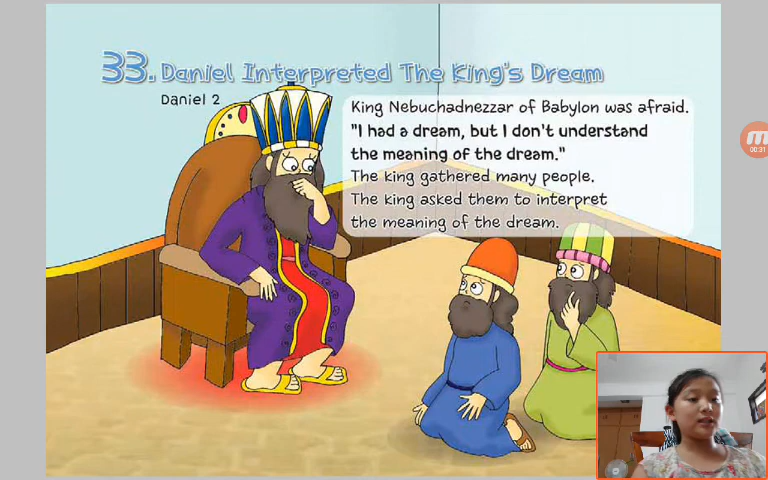 33. Daniel Interpreted The King's Dream
Daniel 2
King Nebuchadnezzar of Babylon was afraid.
"I had a dream, but I don't understand
the meaning of the dream."
The king gathered many people.
The king asked them to interpret
the meaning of the dream.
00:31